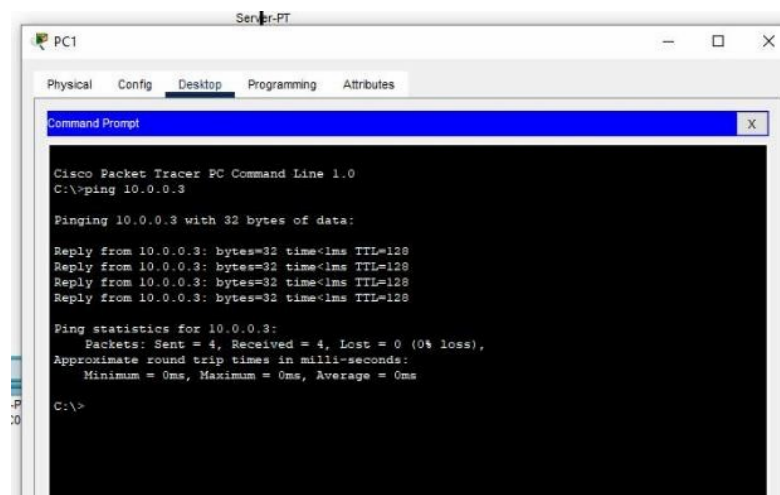 Server-PT
PC1
Physical Config Desktop Programming Attributes
Command Prompt
X
Cisco Packet Tracer PC Command Line 1.0
C:\>ping 10.0.0.3
Pinging 10.0.0.3 with 32 bytes of data:
Reply from 10.0.0.3: bytes=32 time<1ms TTL=128
Reply from 10.0.0.3: bytes=32 time<1ms TTL=128
Reply from 10.0.0.3: bytes=32 time<1ms TTL=128
Reply from 10.0.0.3: bytes=32 time<1ms TTL=128
Ping statistics for 10.0.0.3:
Packets: Sent = 4, Received = 4, Lost = 0 (0% loss),
Approximate round trip times in milli-seconds:
Minimum = 0ms, Maximum = 0ms, Average = 0ms
C:\>